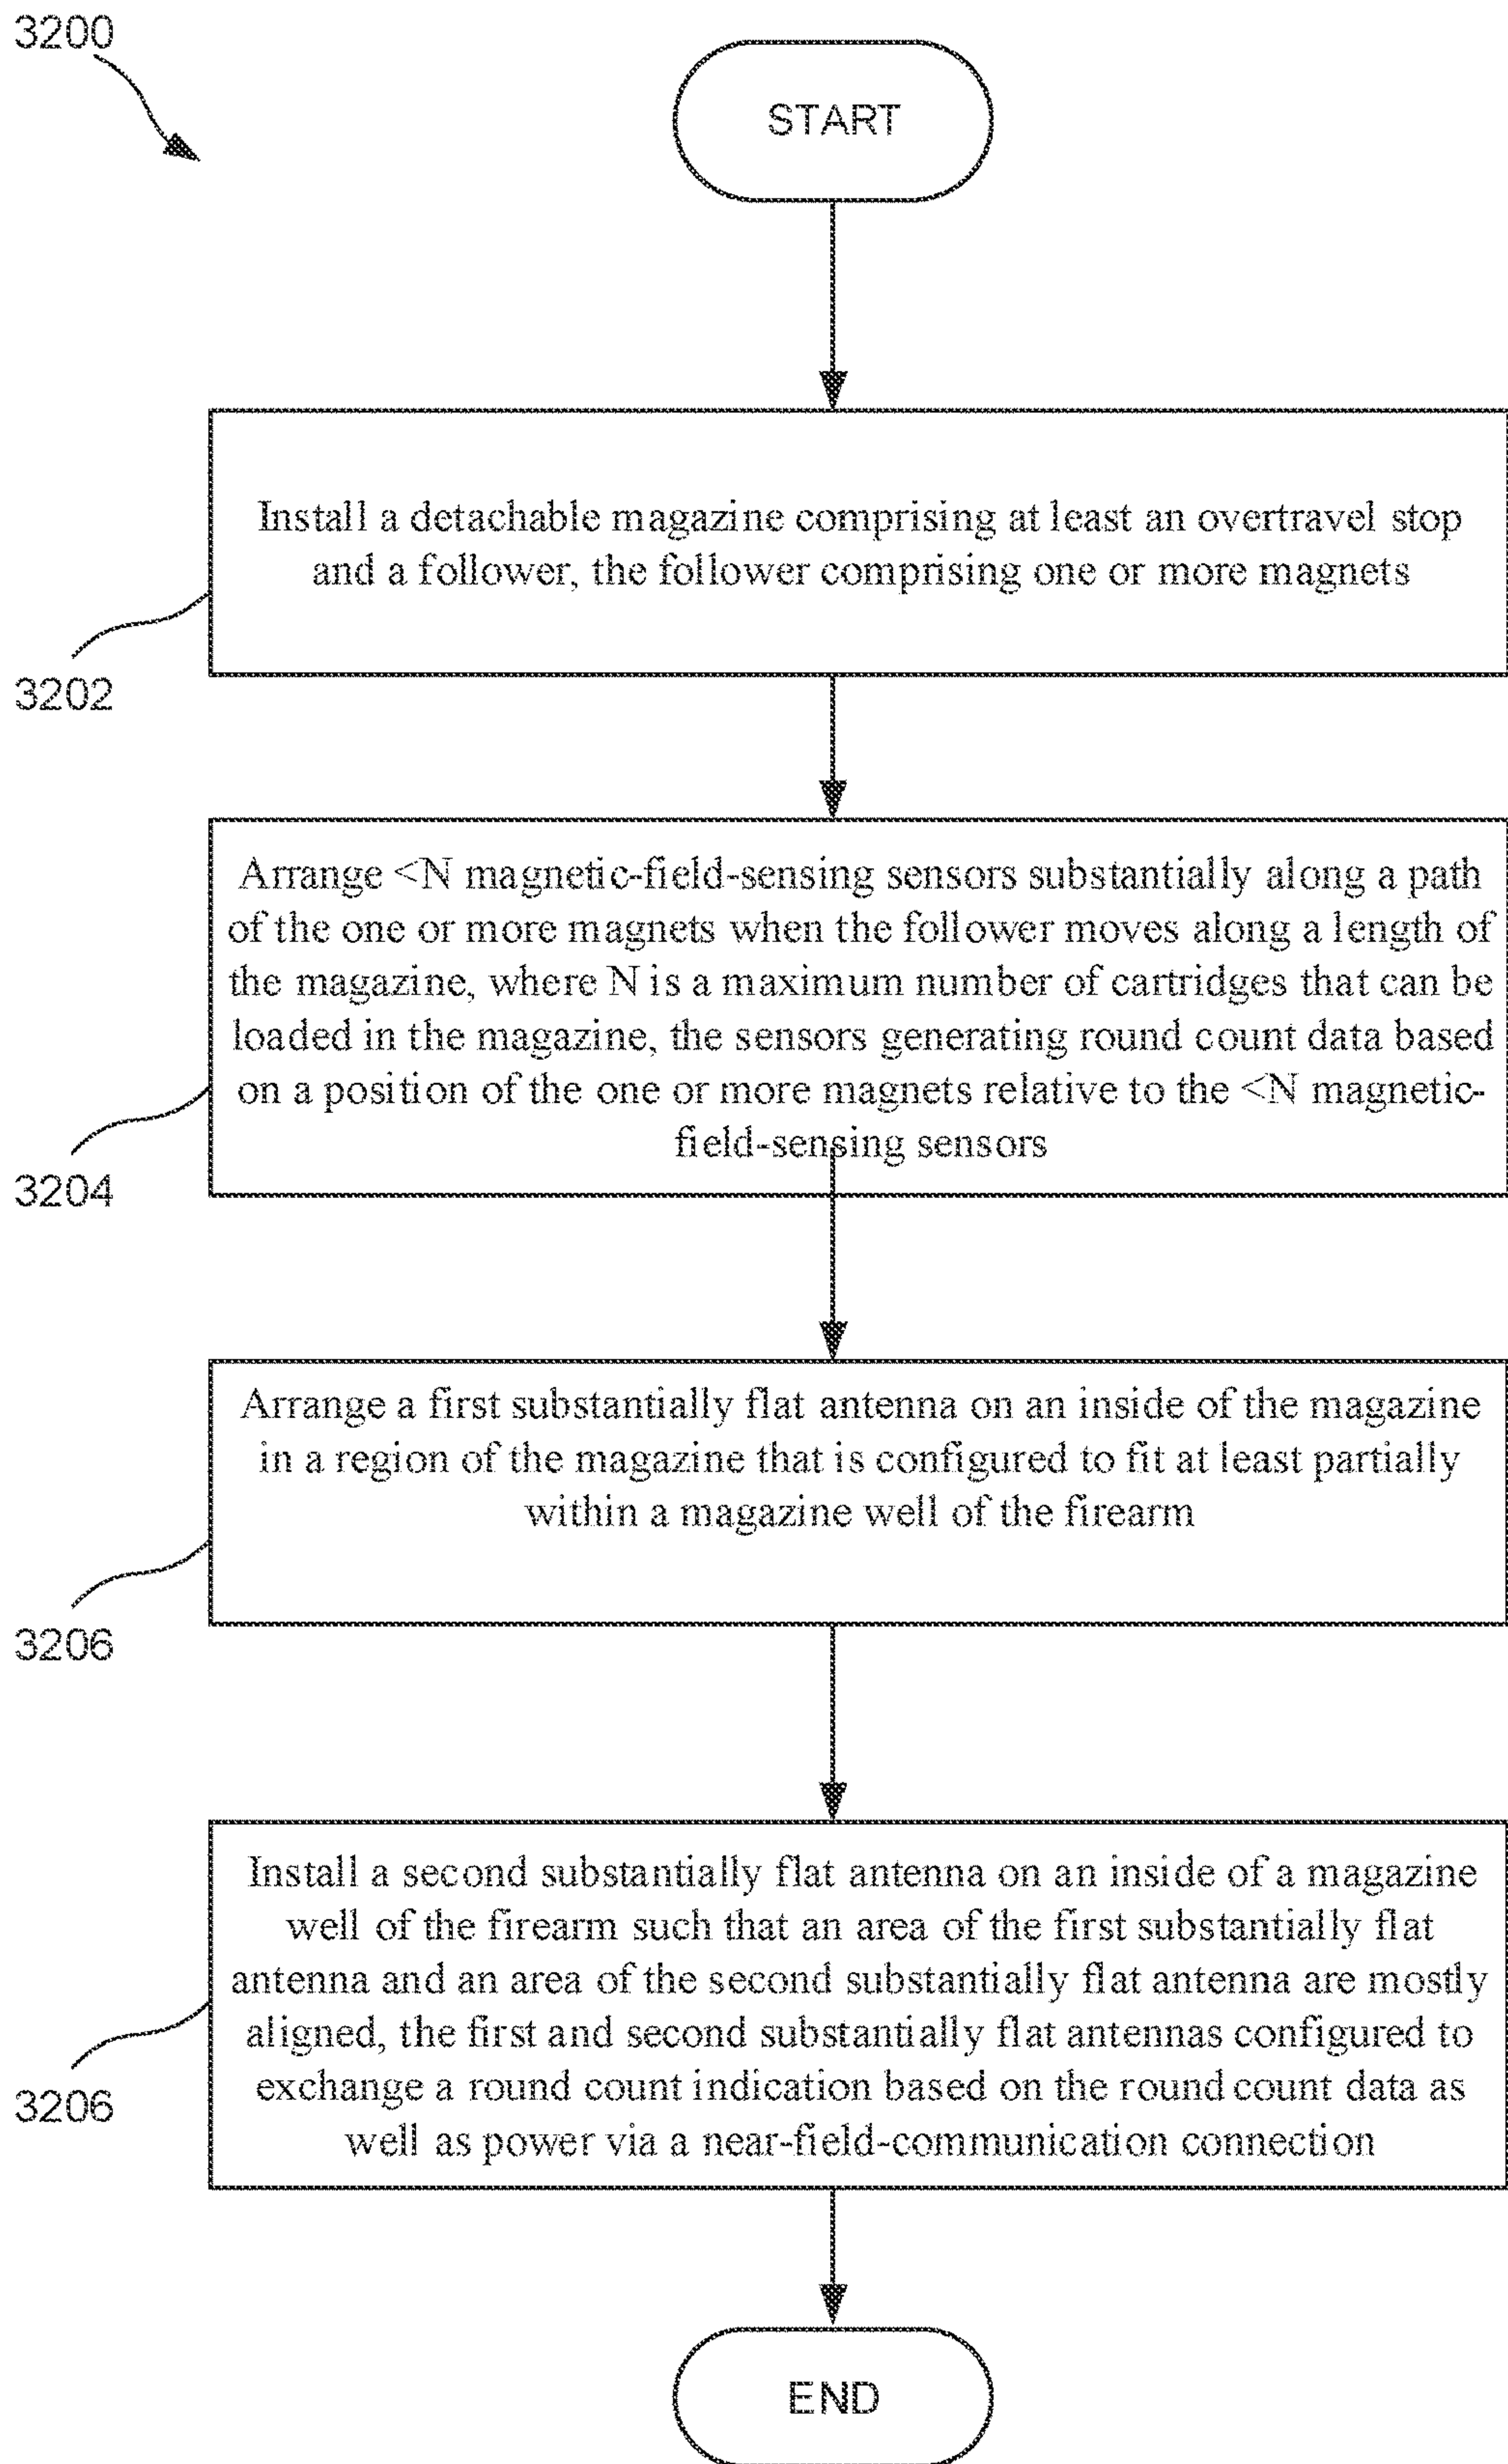 3200
START
Install a detachable magazine comprising at least an overtravel stop
and a follower, the follower comprising one or more magnets
3202
Arrange <N magnetic-field-sensing sensors substantially along a path
of the one or more magnets when the follower moves along a length of
the magazine, where N is a maximum number of cartridges that can be
loaded in the magazine, the sensors generating round count data based
on a position of the one or more magnets relative to the <N magnetic-
field-sensing sensors
3204
Arrange a first substantially flat antenna on an inside of the magazine
in a region of the magazine that is configured to fit at least partially
within a magazine well of the firearm
3206
Install a second substantially flat antenna on an inside of a magazine
well of the firearm such that an area of the first substantially flat
antenna and an area of the second substantially flat antenna are mostly
aligned, the first and second substantially flat antennas configured to
exchange a round count indication based on the round count data as
well as power via a near-field-communication connection
3206
END